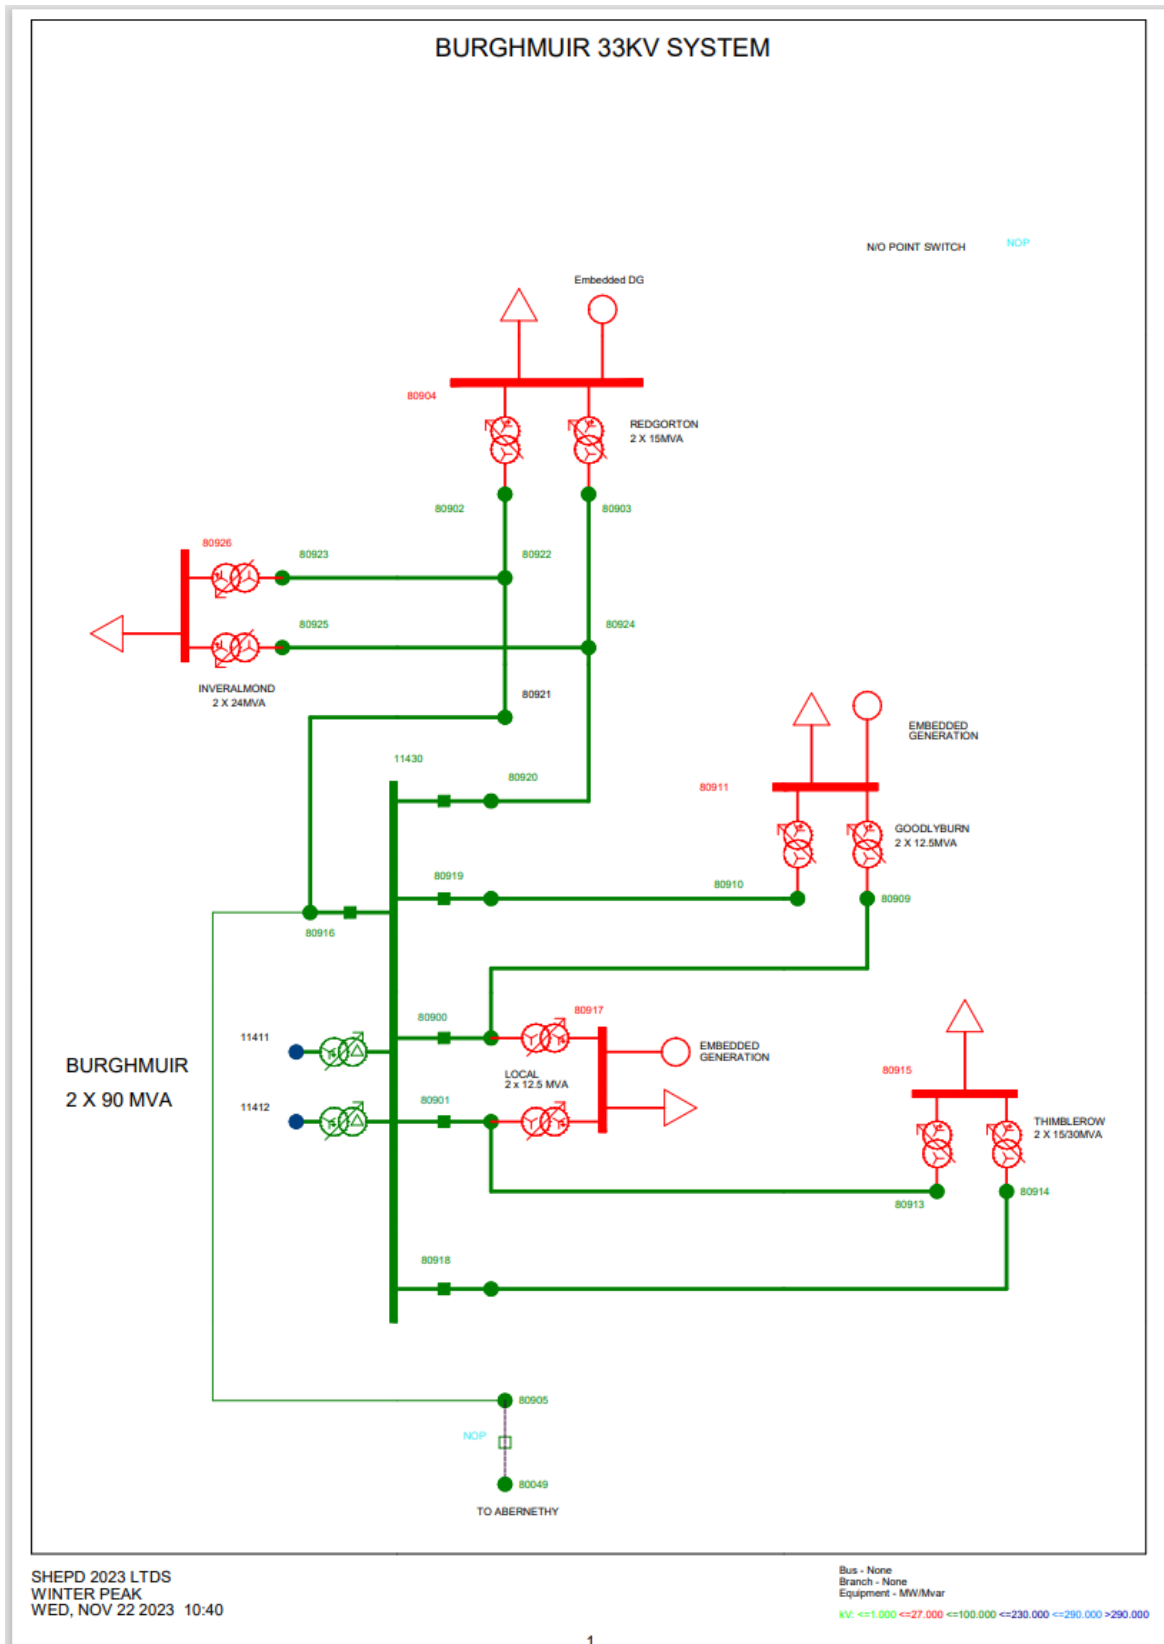 BURGHMUIR 33KV SYSTEM
N/O POINT SWITCH
NOP
Embedded DG
80904
REDGORTON
2 X 15MVA
80902
80903
80926
80923
80922
80925
80924
INVERALMOND
2 X 24MVA
80921
EMBEDDED
GENERATION
11430
80920
80911
GOODLYBURN
2 X 12.5MVA
80919
80910
80909
80916
80917
11411
80900
EMBEDDED
GENERATION
BURGHMUIR
2 X 90 MVA
LOCAL
2 x 12.5 MVA
80915
11412
80901
THIMBLEROW
2 X 15/30MVA
80913
80914
80918
80905
NOP
80049
TO ABERNETHY
SHEPD 2023 LTDS
WINTER PEAK
WED, NOV 22 2023 10:40
Bus - None
Branch - None
Equipment - MW/Mvar
kV: <=1.000 <=27.000 <=100.000 <=230.000 <=290.000 >290.000
1